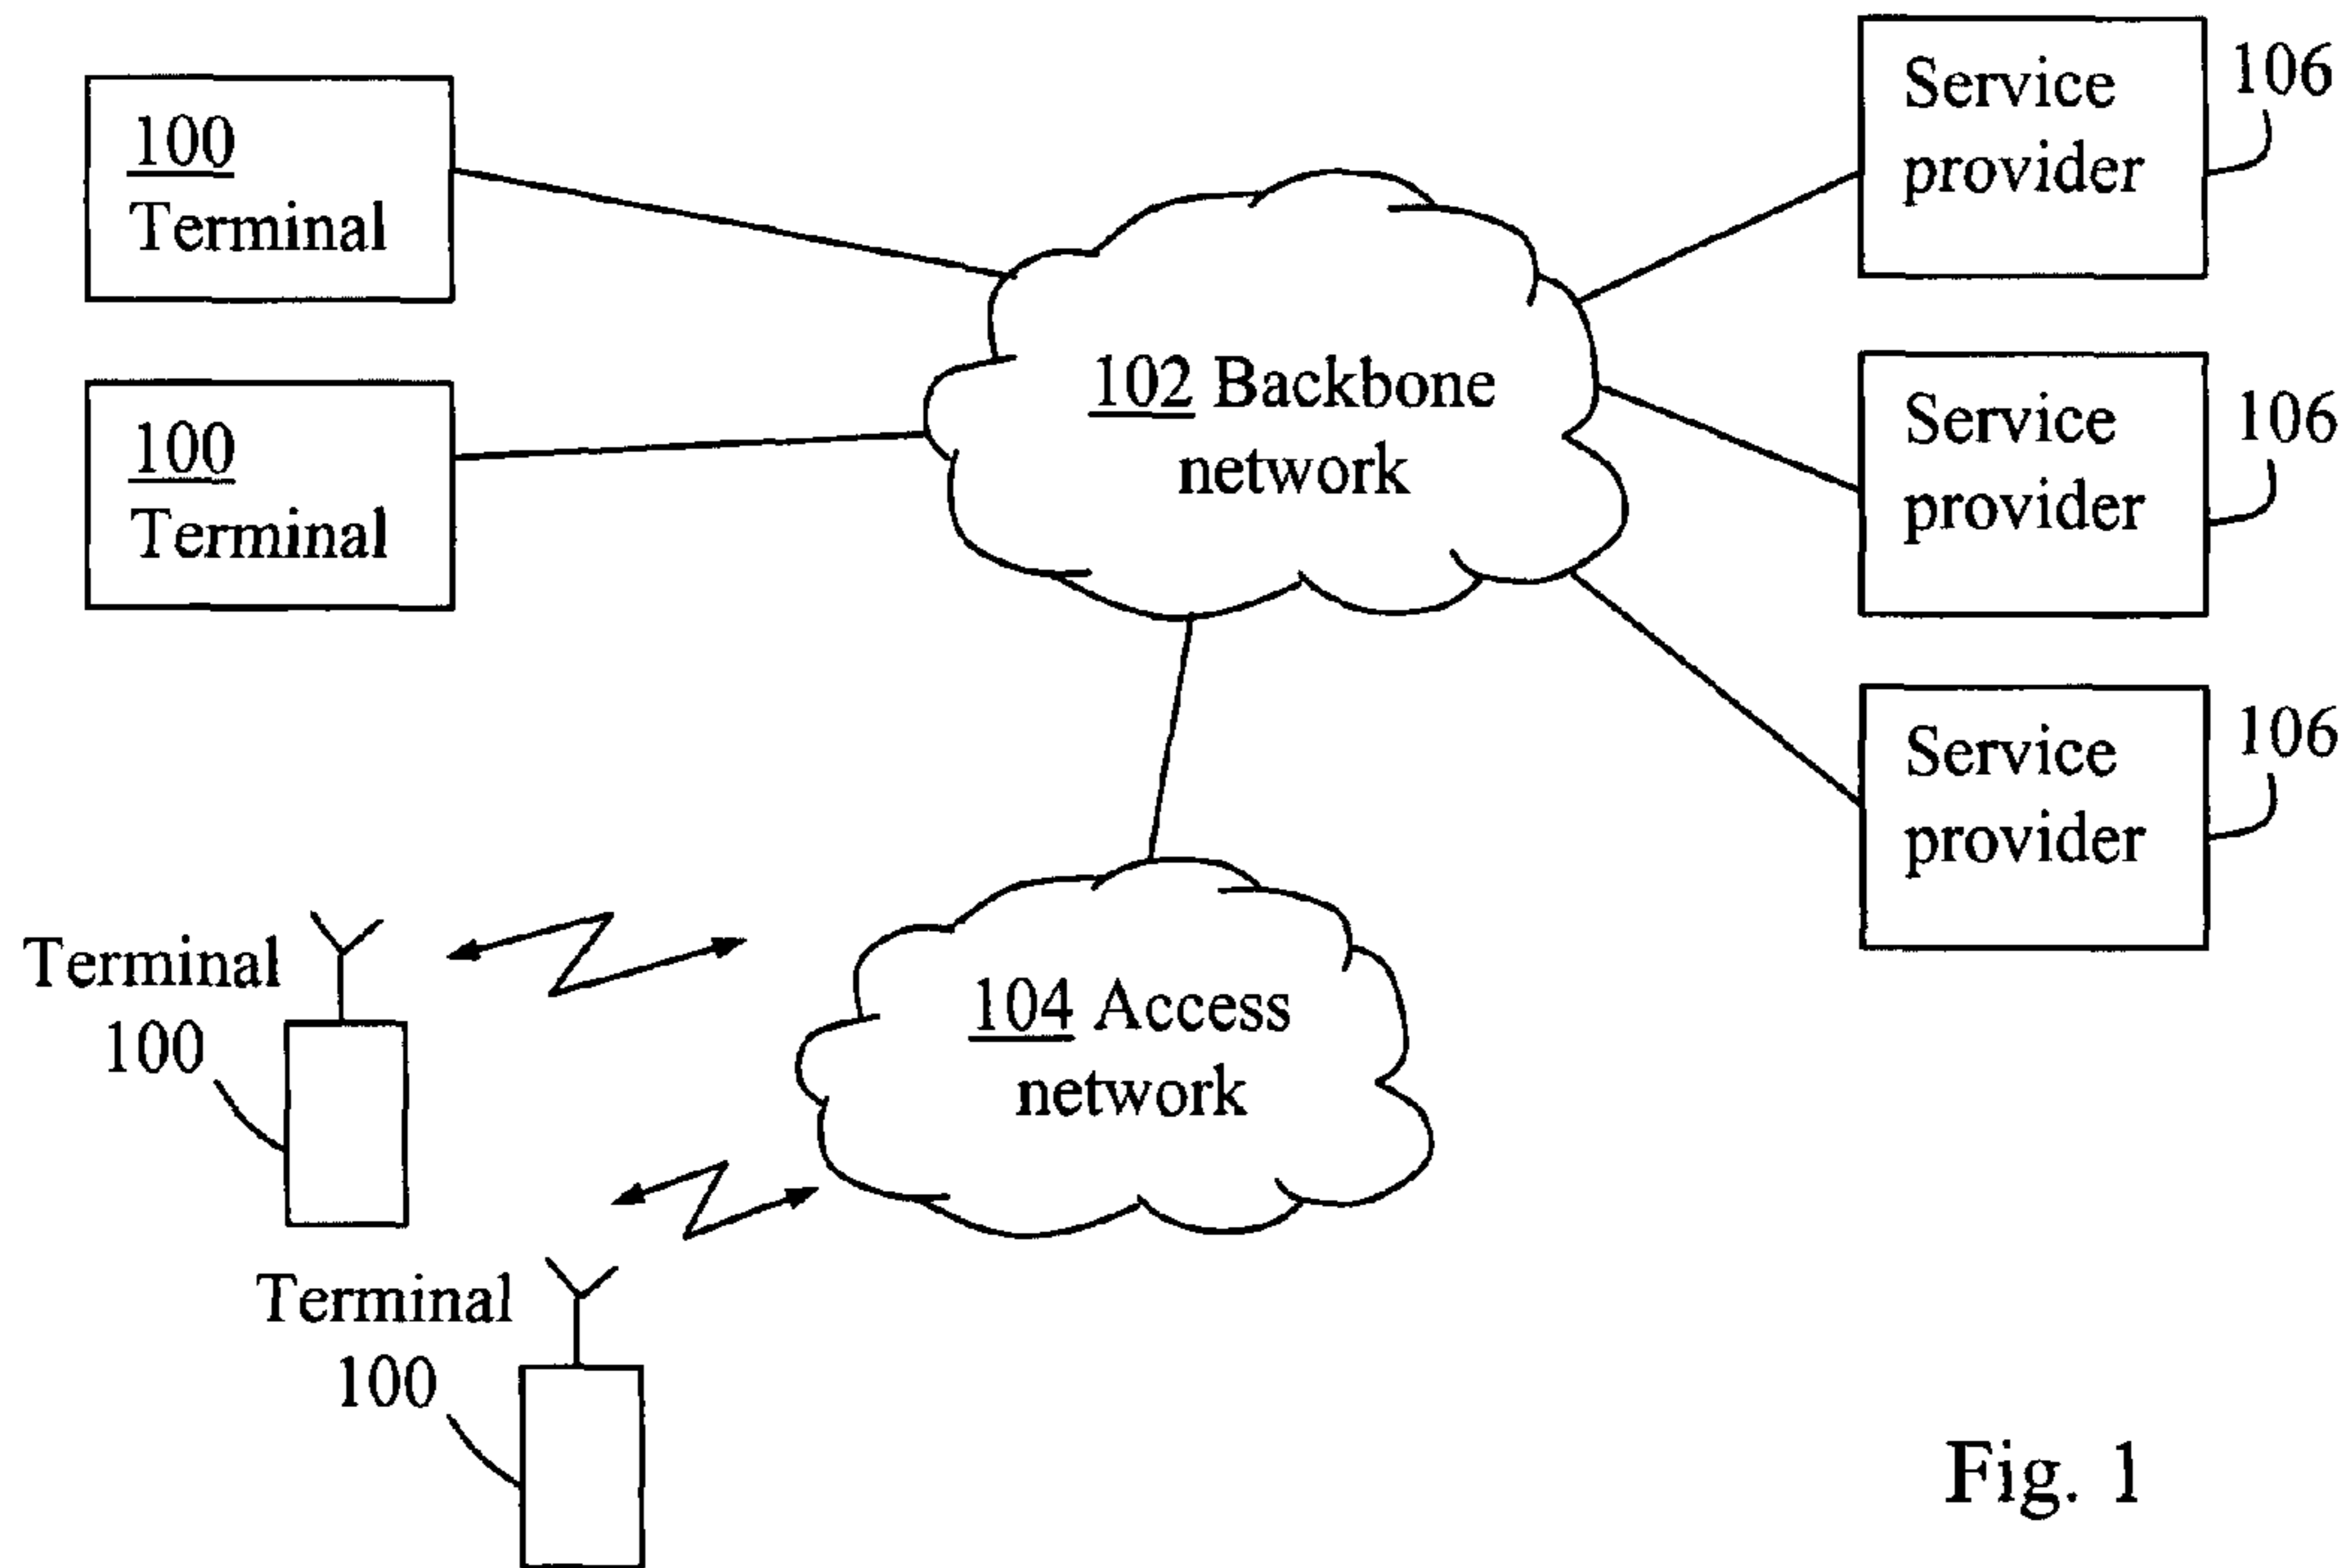 100
Terminal
100
Terminal
102 Backbone
network
Service
provider
106
Service
provider
106
Service
provider
106
Terminal
100
104 Access
network
Terminal
100
Fig. 1